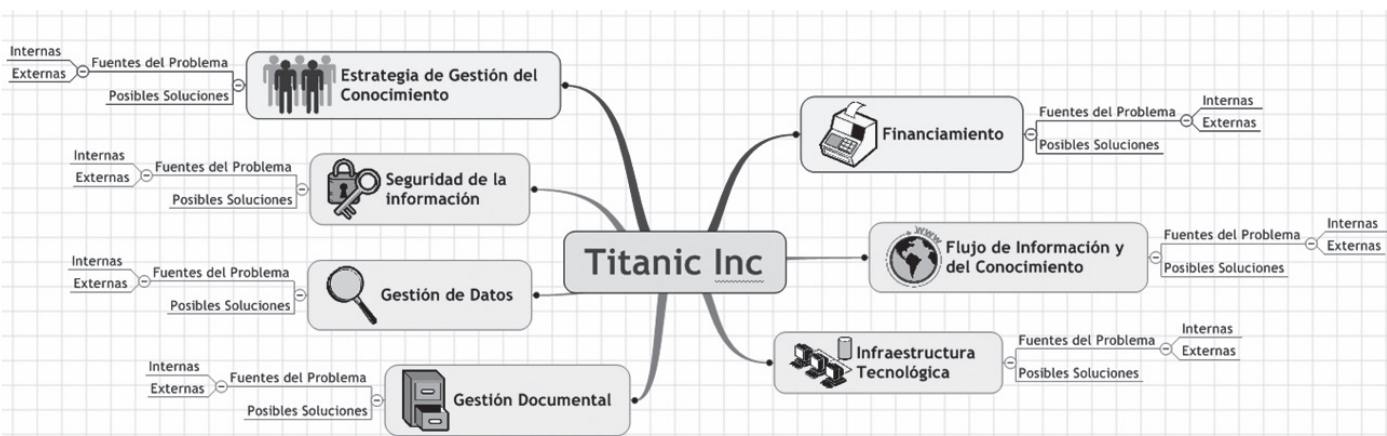 Titanic Inc
Estrategia de Gestión del
Conocimiento
Fuentes del Problema
Internas
Externas
Posibles Soluciones
Seguridad de la
información
Fuentes del Problema
Internas
Externas
Posibles Soluciones
Gestión de Datos
Fuentes del Problema
Internas
Externas
Posibles Soluciones
Gestión Documental
Fuentes del Problema
Internas
Externas
Posibles Soluciones
Financiamiento
Fuentes del Problema
Internas
Externas
Posibles Soluciones
WWW
Flujo de Información y
del Conocimiento
Fuentes del Problema
Internas
Externas
Posibles Soluciones
Infraestructura
Tecnológica
Fuentes del Problema
Internas
Externas
Posibles Soluciones